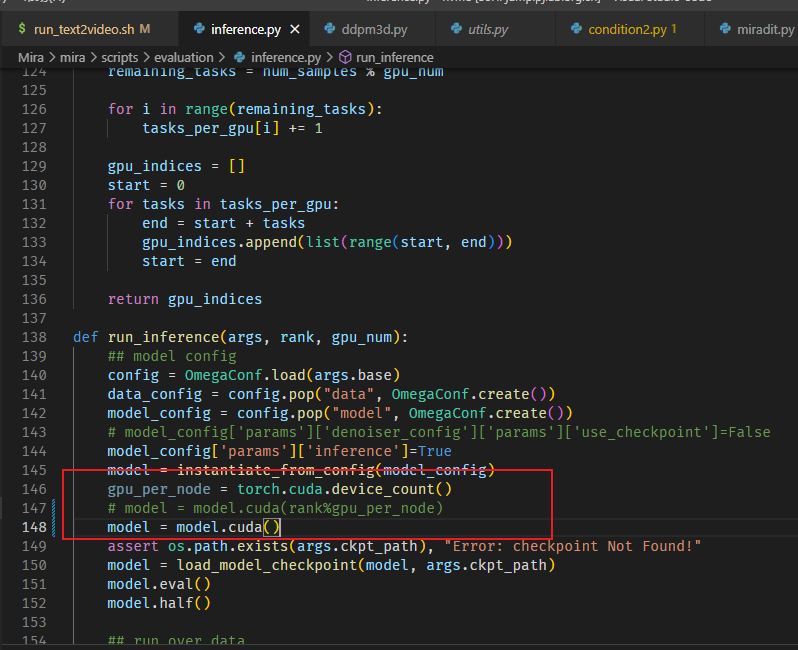 $ run_text2video.sh M
inference.py ×
ddpm3d.py
utils.py
condition2.py 1
miradit.py
Mira > mira > scripts > evaluation > inference.py > run_inference
124 remaining_tasks = num_samples % gpu_num
125
126 for i in range(remaining_tasks):
127 tasks_per_gpu[i] += 1
128
129 gpu_indices = []
130 start = 0
131 for tasks in tasks_per_gpu:
132 end = start + tasks
133 gpu_indices.append(list(range(start, end)))
134 start = end
135
136 return gpu_indices
137
138 def run_inference(args, rank, gpu_num):
139 ## model config
140 config = OmegaConf.load(args.base)
141 data_config = config.pop("data", OmegaConf.create())
142 model_config = config.pop("model", OmegaConf.create())
143 # model_config['params']['denoiser_config']['params']['use_checkpoint']=False
144 model_config['params']['inference']=True
145 model = instantiate_from_config(model_config)
146 gpu_per_node = torch.cuda.device_count()
147 # model = model.cuda(rank%gpu_per_node)
148 model = model.cuda()
149 assert os.path.exists(args.ckpt_path), "Error: checkpoint Not Found!"
150 model = load_model_checkpoint(model, args.ckpt_path)
151 model.eval()
152 model.half()
153
154 ## run over data